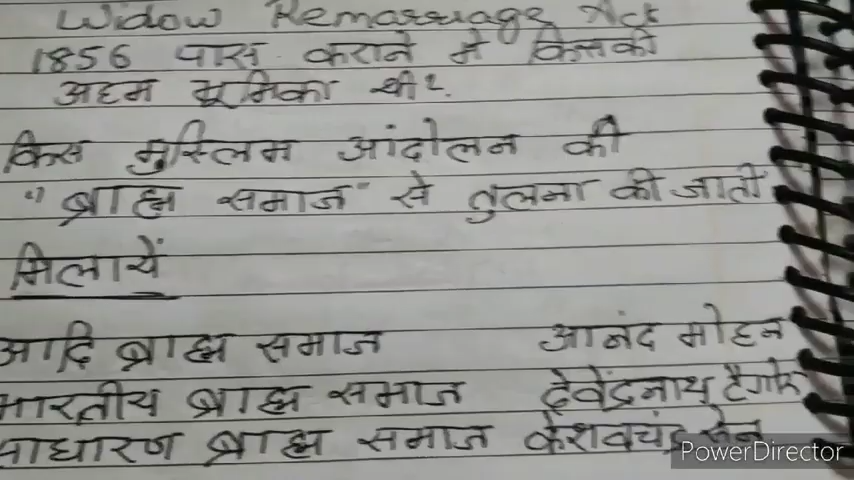 Widow Remarruage Act
1856 पास कराने मे किसकी
अहम भूमिका थी?
किस मुस्लिम आंदोलन की
"ब्राह्म समाज" से तुलना की जाती
मिलायें
आदि ब्राह्म समाज आनंद मोहन
भारतीय ब्राह्म समाज देवेंद्रनाथ टैगोर
साधारण ब्राह्म समाज केशवचंद्र सेन
PowerDirector